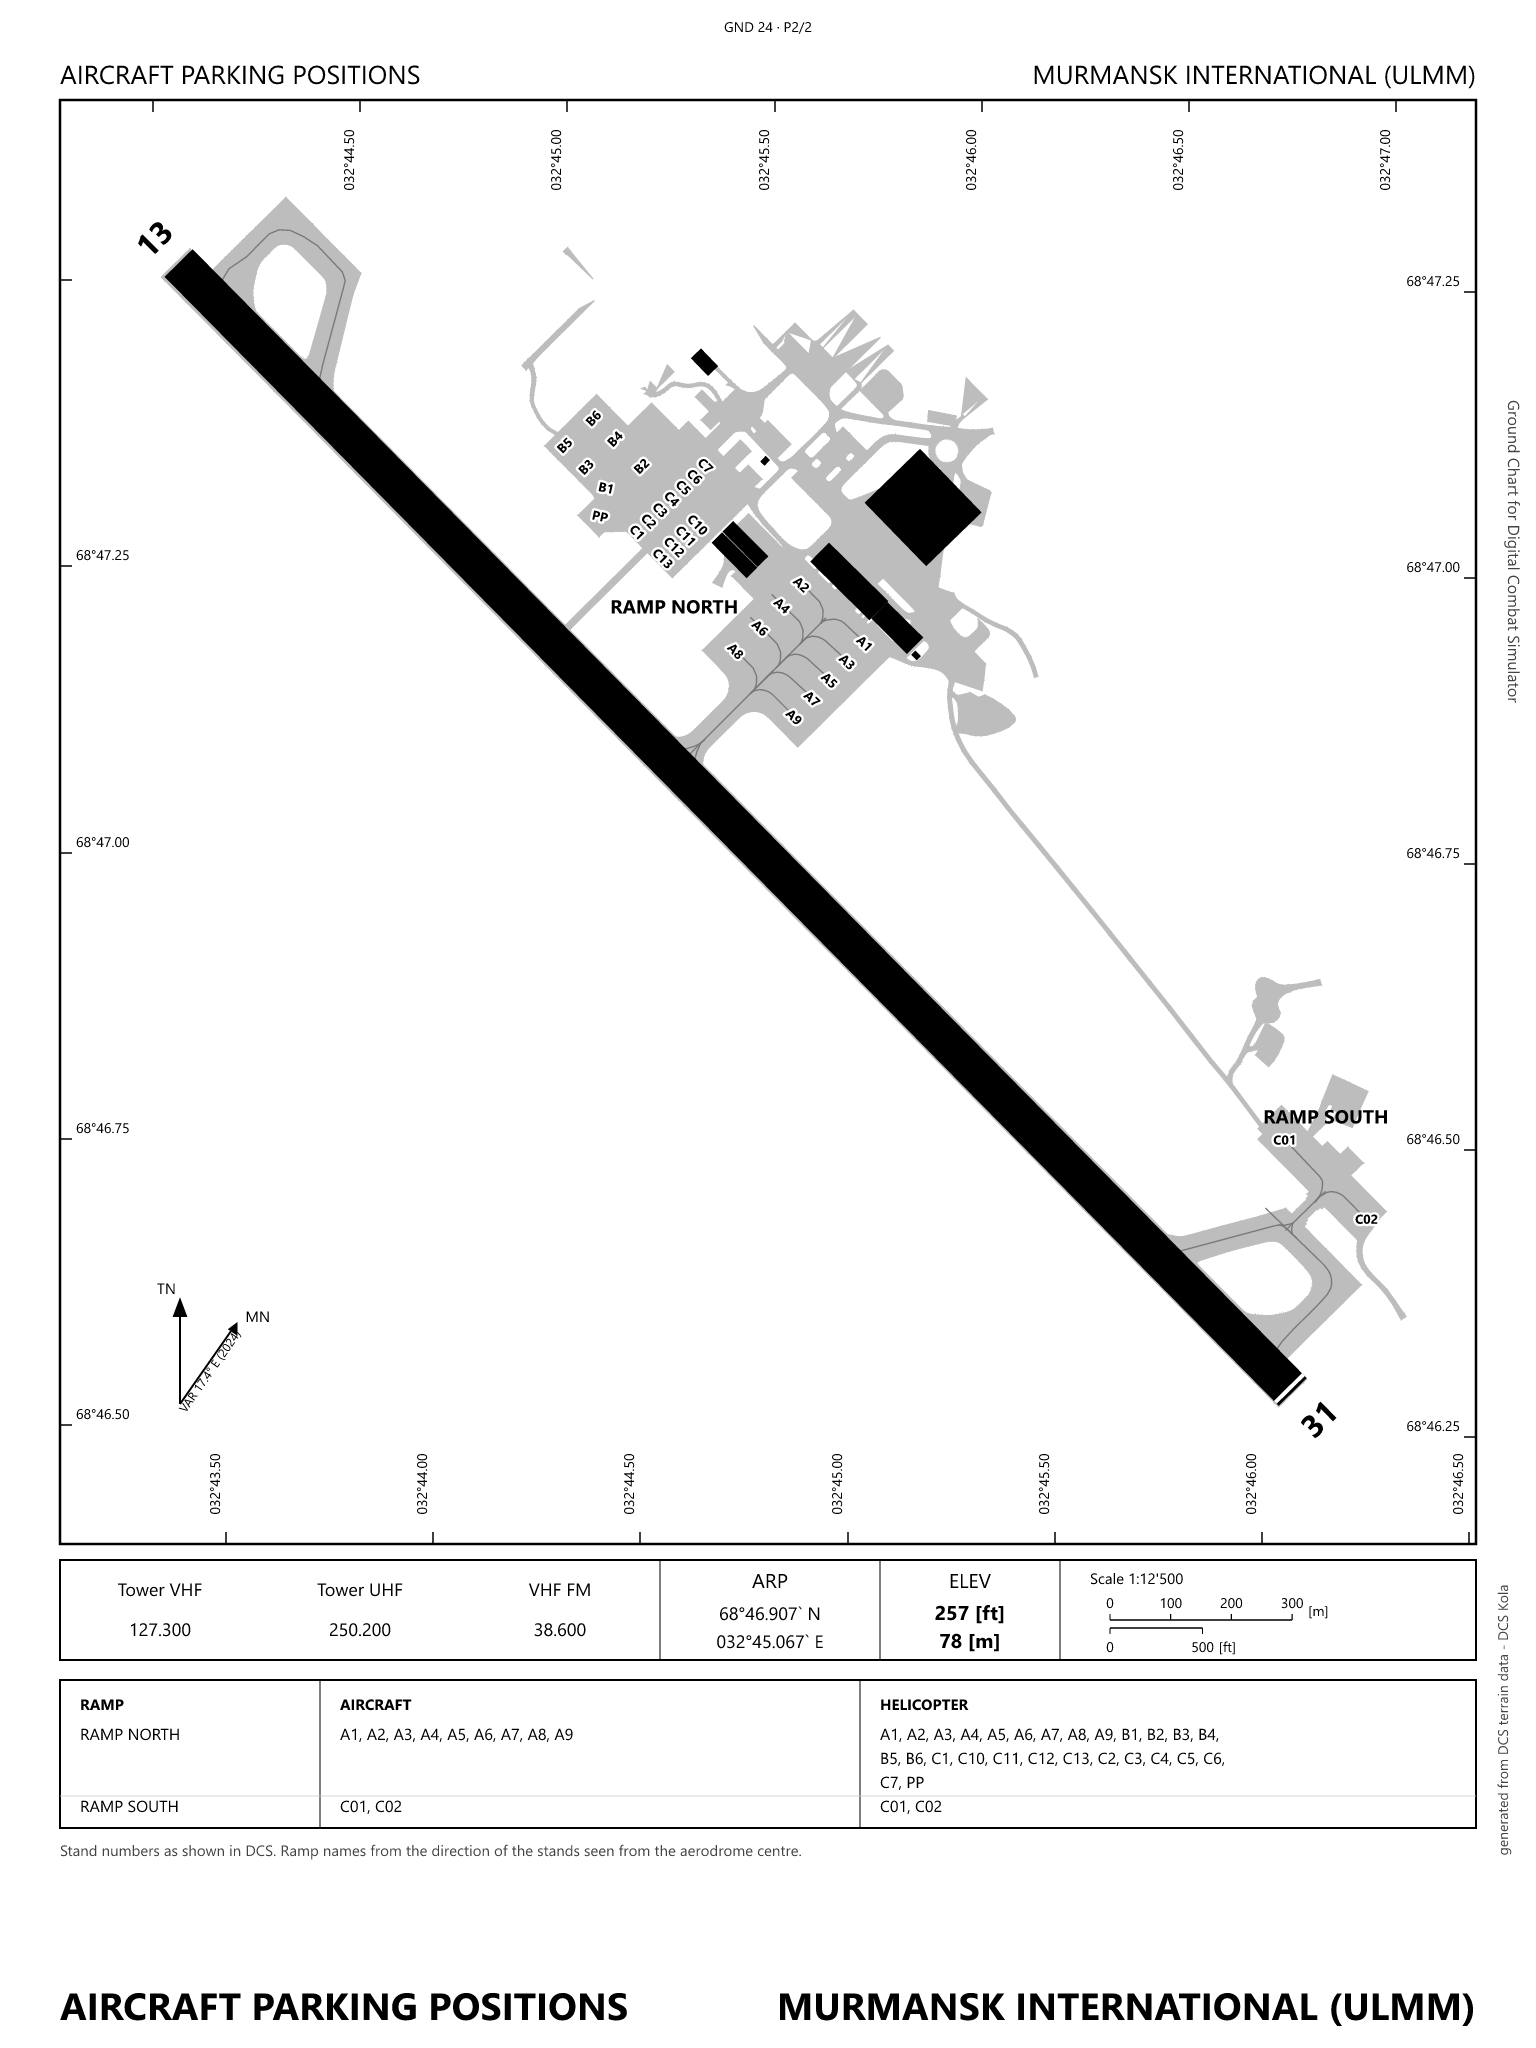 GND 24 · P2/2
AIRCRAFT PARKING POSITIONS
MURMANSK INTERNATIONAL (ULMM)
032°44.50
032°45.00
032°45.50
032°46.00
032°46.50
032°47.00
13
68°47.25
B6
B5
B4
B3
B2
B1
PP
C7
C6
C5
C4
C3
C2
C1
C10
C11
C12
C13
68°47.25
68°47.00
RAMP NORTH
A2
A4
A6
A8
A1
A3
A5
A7
A9
68°47.00
68°46.75
68°46.75
RAMP SOUTH
C01
68°46.50
C02
TN
MN
VAR 17.4° E (2024)
68°46.50
31
68°46.25
032°43.50
032°44.00
032°44.50
032°45.00
032°45.50
032°46.00
032°46.50
Ground Chart for Digital Combat Simulator
Tower VHF
127.300
Tower UHF
250.200
VHF FM
38.600
ARP
68°46.907` N
032°45.067` E
ELEV
257 [ft]
78 [m]
Scale 1:12'500
0 100 200 300 [m]
0 500 [ft]
RAMP AIRCRAFT HELICOPTER
RAMP NORTH A1, A2, A3, A4, A5, A6, A7, A8, A9 A1, A2, A3, A4, A5, A6, A7, A8, A9, B1, B2, B3, B4,
B5, B6, C1, C10, C11, C12, C13, C2, C3, C4, C5, C6,
C7, PP
RAMP SOUTH C01, C02 C01, C02
Stand numbers as shown in DCS. Ramp names from the direction of the stands seen from the aerodrome centre.
generated from DCS terrain data - DCS Kola
AIRCRAFT PARKING POSITIONS
MURMANSK INTERNATIONAL (ULMM)